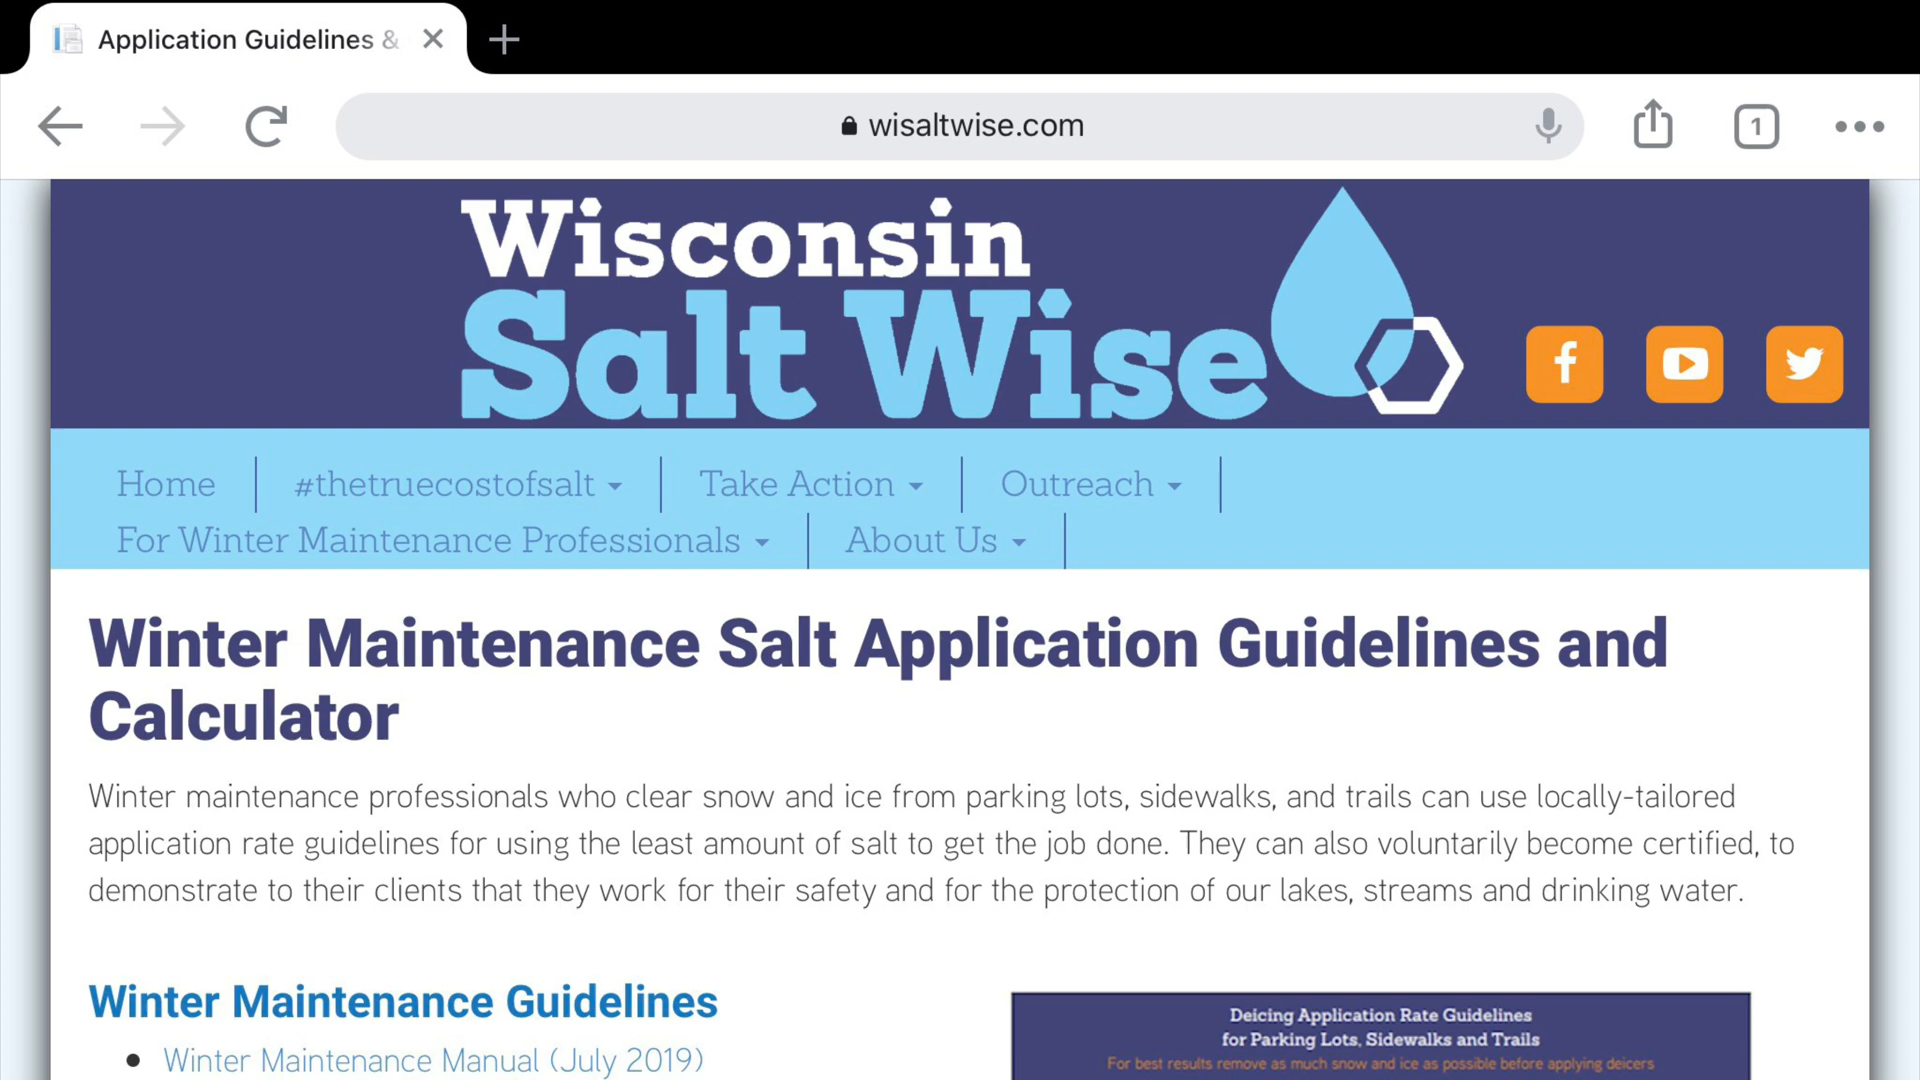 Application Guidelines &
wisaltwise.com
1
Wisconsin
Salt Wise
Home
#thetruecostofsalt
Take Action
Outreach
For Winter Maintenance Professionals
About Us
Winter Maintenance Salt Application Guidelines and
Calculator
Winter maintenance professionals who clear snow and ice from parking lots, sidewalks, and trails can use locally-tailored
application rate guidelines for using the least amount of salt to get the job done. They can also voluntarily become certified, to
demonstrate to their clients that they work for their safety and for the protection of our lakes, streams and drinking water.
Winter Maintenance Guidelines
• Winter Maintenance Manual (July 2019)
Deicing Application Rate Guidelines
for Parking Lots, Sidewalks and Trails
For best results remove as much snow and ice as possible before applying deicers